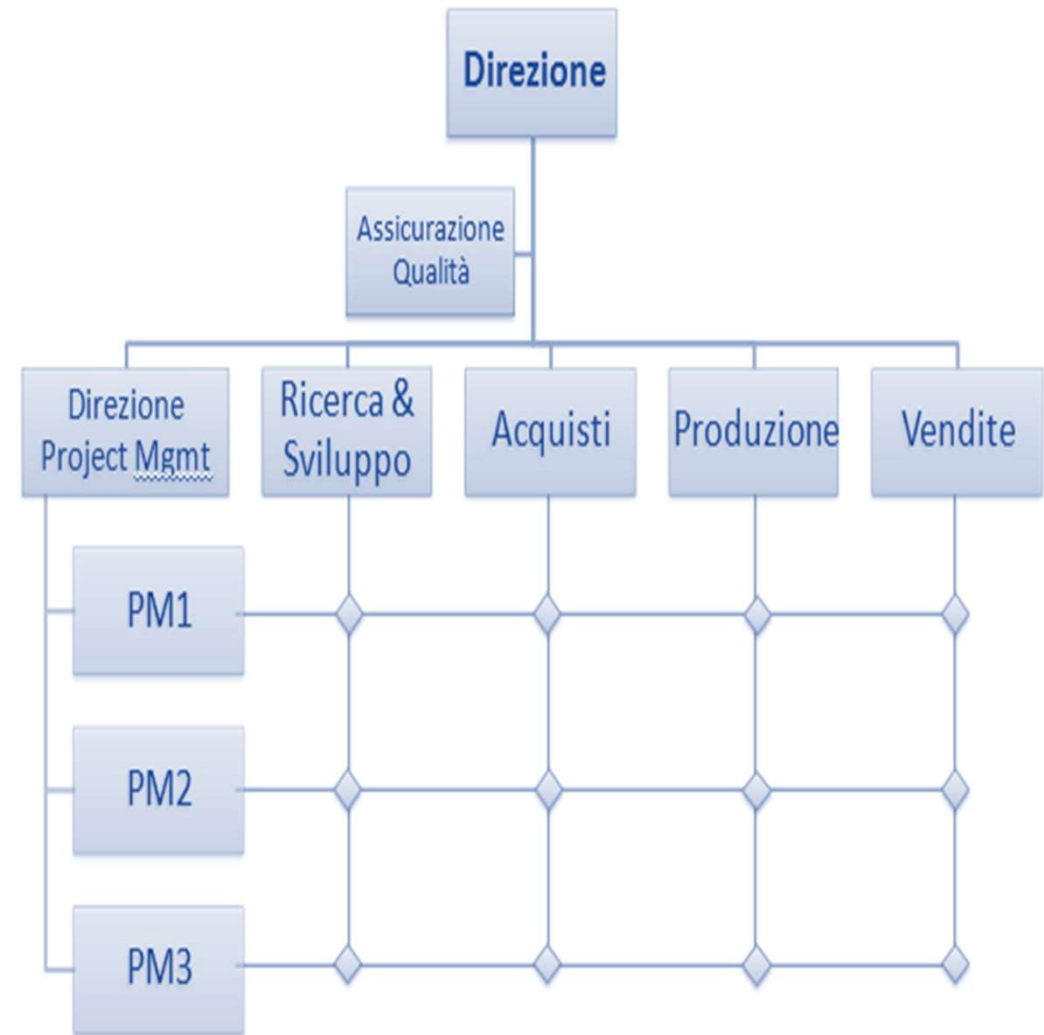 Direzione
Assicurazione
Qualità
Direzione
Project Mgmt
Ricerca &
Sviluppo
Acquisti
Produzione
Vendite
PM1
PM2
PM3